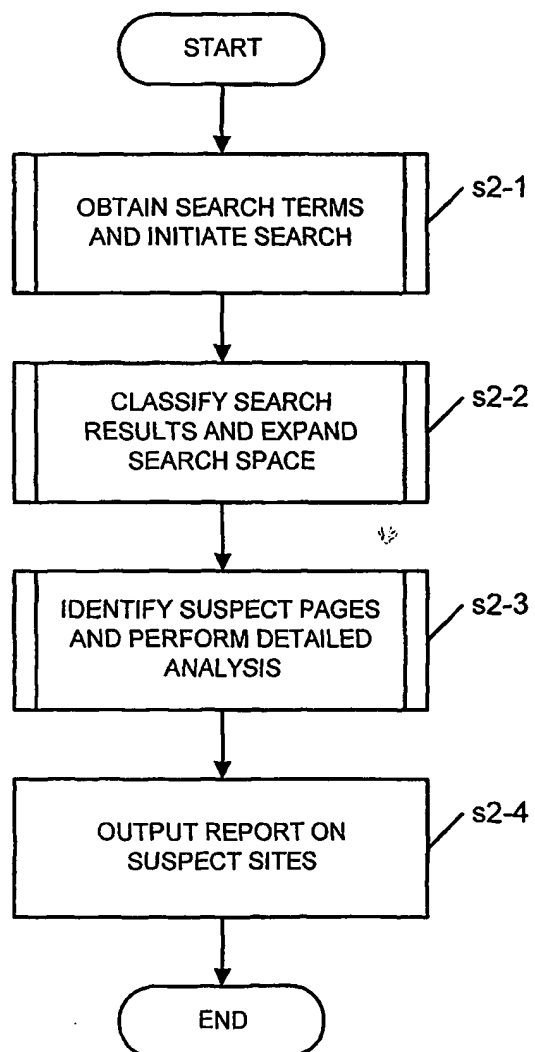 START
OBTAIN SEARCH TERMS
AND INITIATE SEARCH
s2-1
CLASSIFY SEARCH
RESULTS AND EXPAND
SEARCH SPACE
s2-2
IDENTIFY SUSPECT PAGES
AND PERFORM DETAILED
ANALYSIS
s2-3
OUTPUT REPORT ON
SUSPECT SITES
s2-4
END